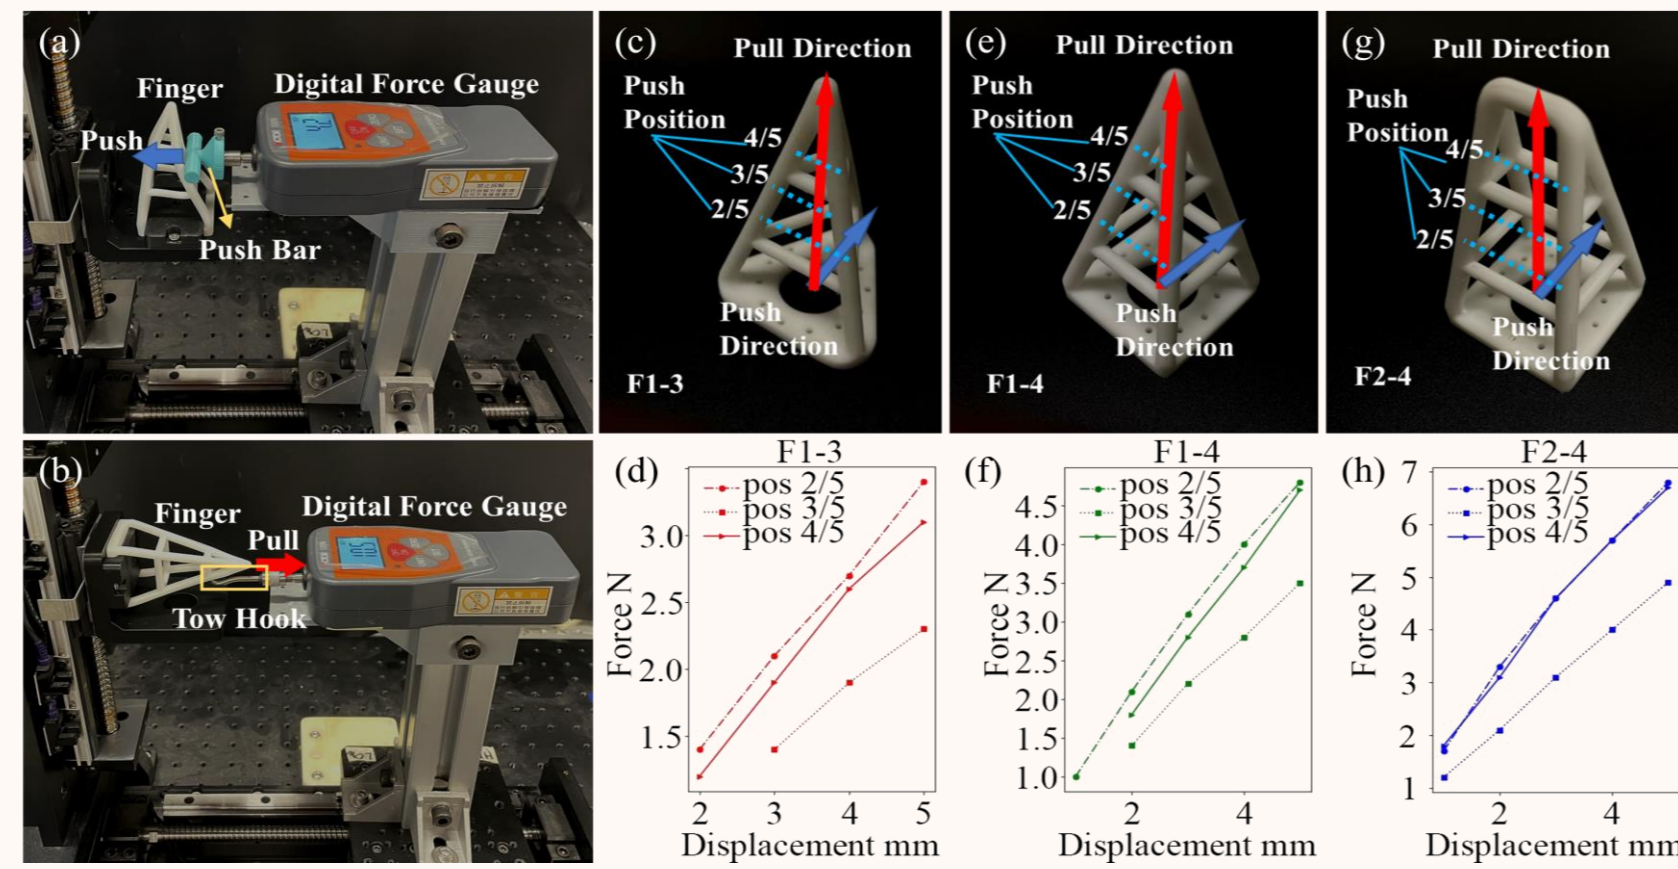 (a)
Finger
Digital Force Gauge
Push
Push Bar
4.2
(c)
Pull Direction
Push
Position
4/5
3/5
2/5
Push
Direction
F1-3
(e)
Pull Direction
Push
Position
4/5
3/5
2/5
Push
Direction
F1-4
(g)
Pull Direction
Push
Position
4/5
3/5
2/5
Push
Direction
F2-4
(b)
Finger
Digital Force Gauge
Pull
Tow Hook
10.5
(d)
F1-3
pos 2/5
pos 3/5
pos 4/5
3.0
2.5
2.0
1.5
Force N
2 3 4 5
Displacement mm
(f)
F1-4
pos 2/5
pos 3/5
pos 4/5
4.5
4.0
3.5
3.0
2.5
2.0
1.5
1.0
Force N
2 4
Displacement mm
(h)
F2-4
pos 2/5
pos 3/5
pos 4/5
7
6
5
4
3
2
1
Force N
2 4
Displacement mm